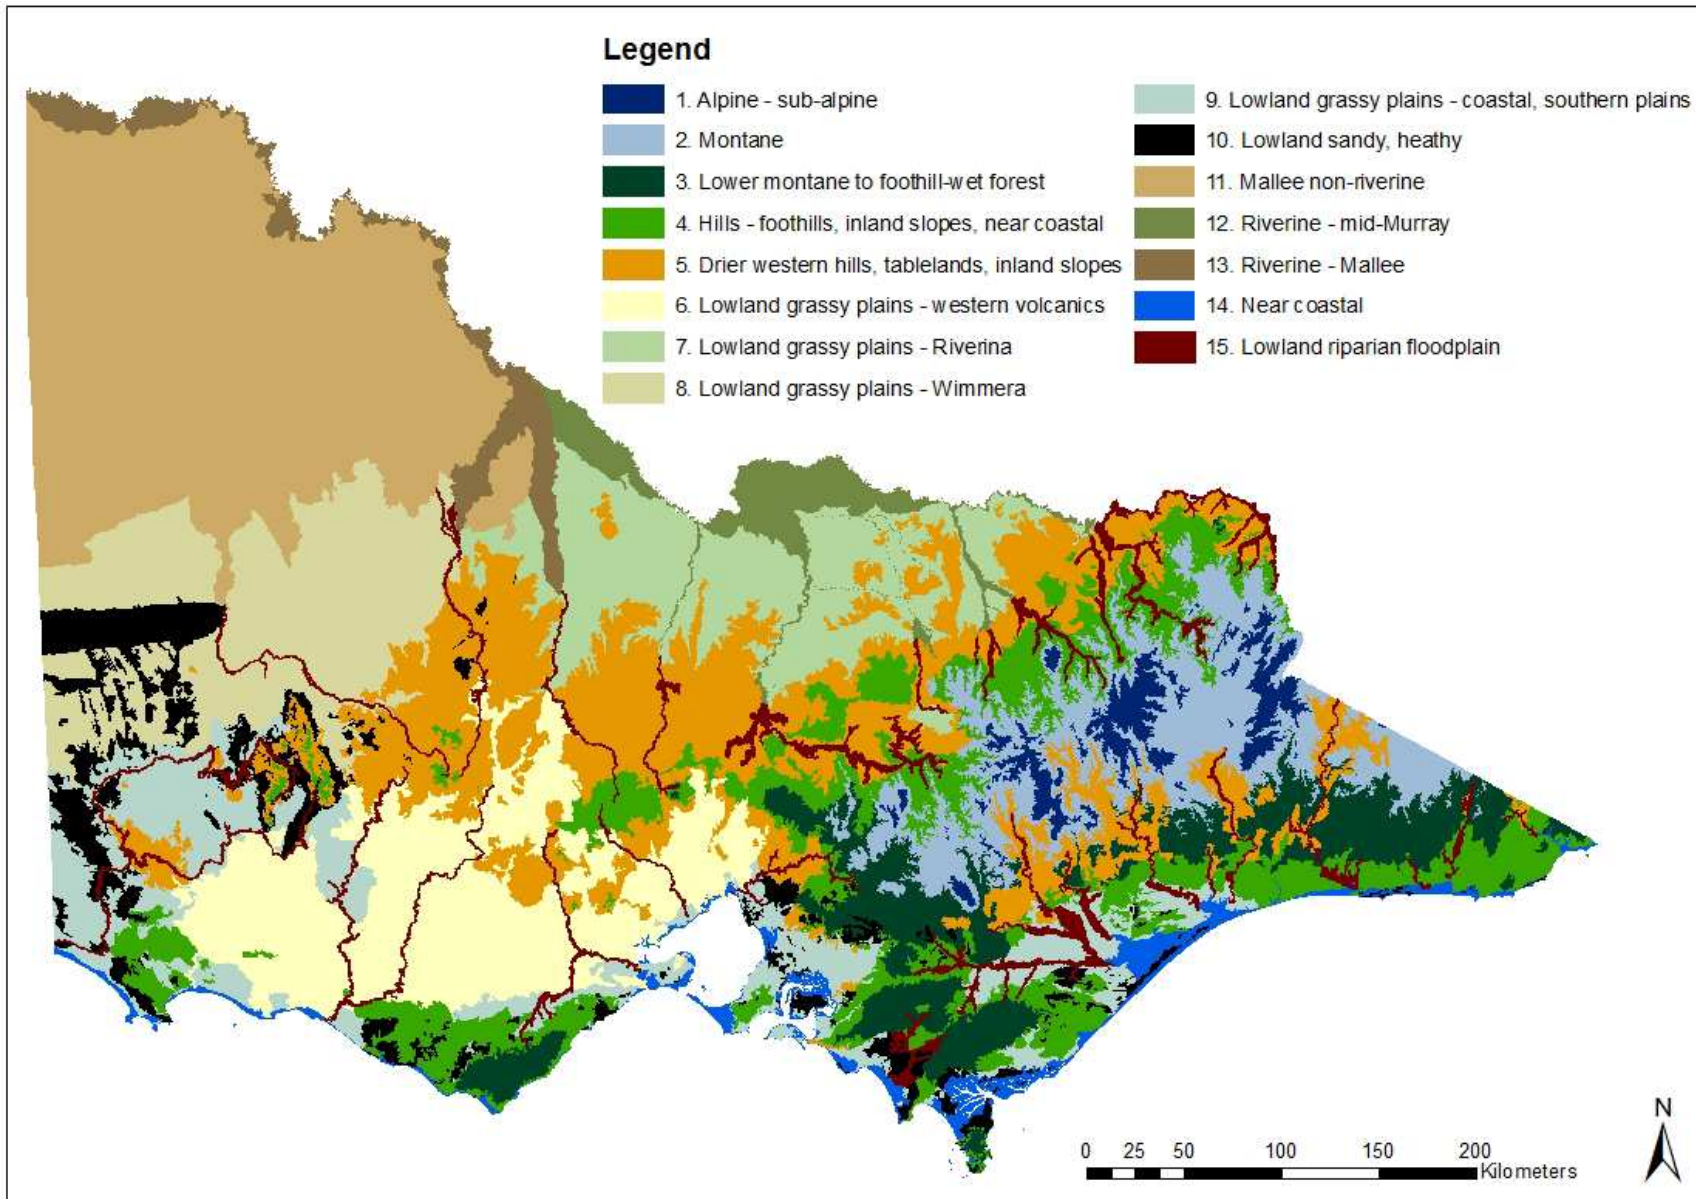 Legend
1. Alpine - sub-alpine
2. Montane
3. Lower montane to foothill-wet forest
4. Hills - foothills, inland slopes, near coastal
5. Drier western hills, tablelands, inland slopes
6. Lowland grassy plains - western volcanics
7. Lowland grassy plains - Riverina
8. Lowland grassy plains - Wimmera
9. Lowland grassy plains - coastal, southern plains
10. Lowland sandy, heathy
11. Mallee non-riverine
12. Riverine - mid-Murray
13. Riverine - Mallee
14. Near coastal
15. Lowland riparian floodplain
N
0 25 50 100 150 200
Kilometers